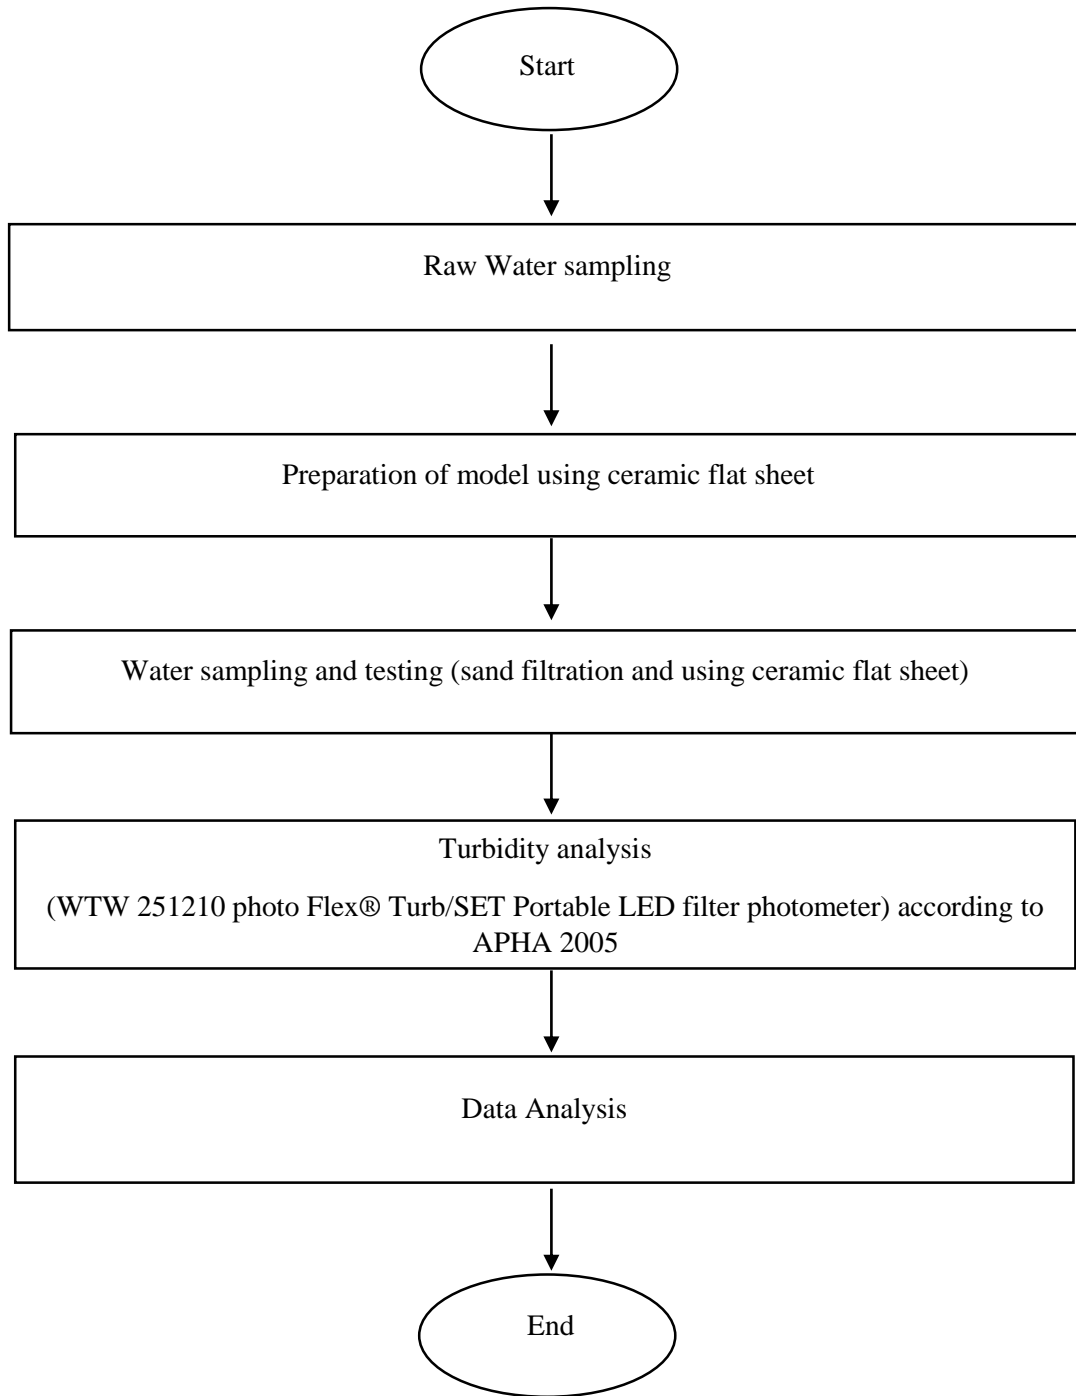 Start
Raw Water sampling
Preparation of model using ceramic flat sheet
Water sampling and testing (sand filtration and using ceramic flat sheet)
Turbidity analysis
(WTW 251210 photo Flex® Turb/SET Portable LED filter photometer) according to
APHA 2005
Data Analysis
End